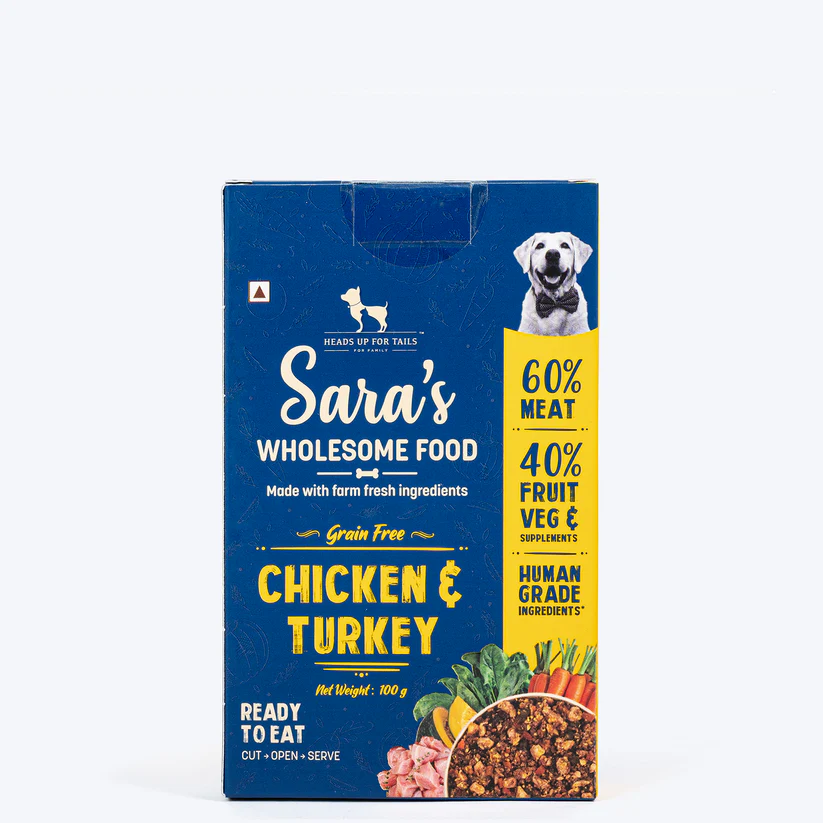 HEADS UP FOR TAILS™
FOR FAMILY
Sara's
WHOLESOME FOOD
Made with farm fresh ingredients
Grain Free
CHICKEN &
TURKEY
Net Weight: 100 g
READY
TO EAT
CUT → OPEN → SERVE
60%
MEAT
40%
FRUIT
VEG &
SUPPLEMENTS
HUMAN
GRADE
INGREDIENTS*